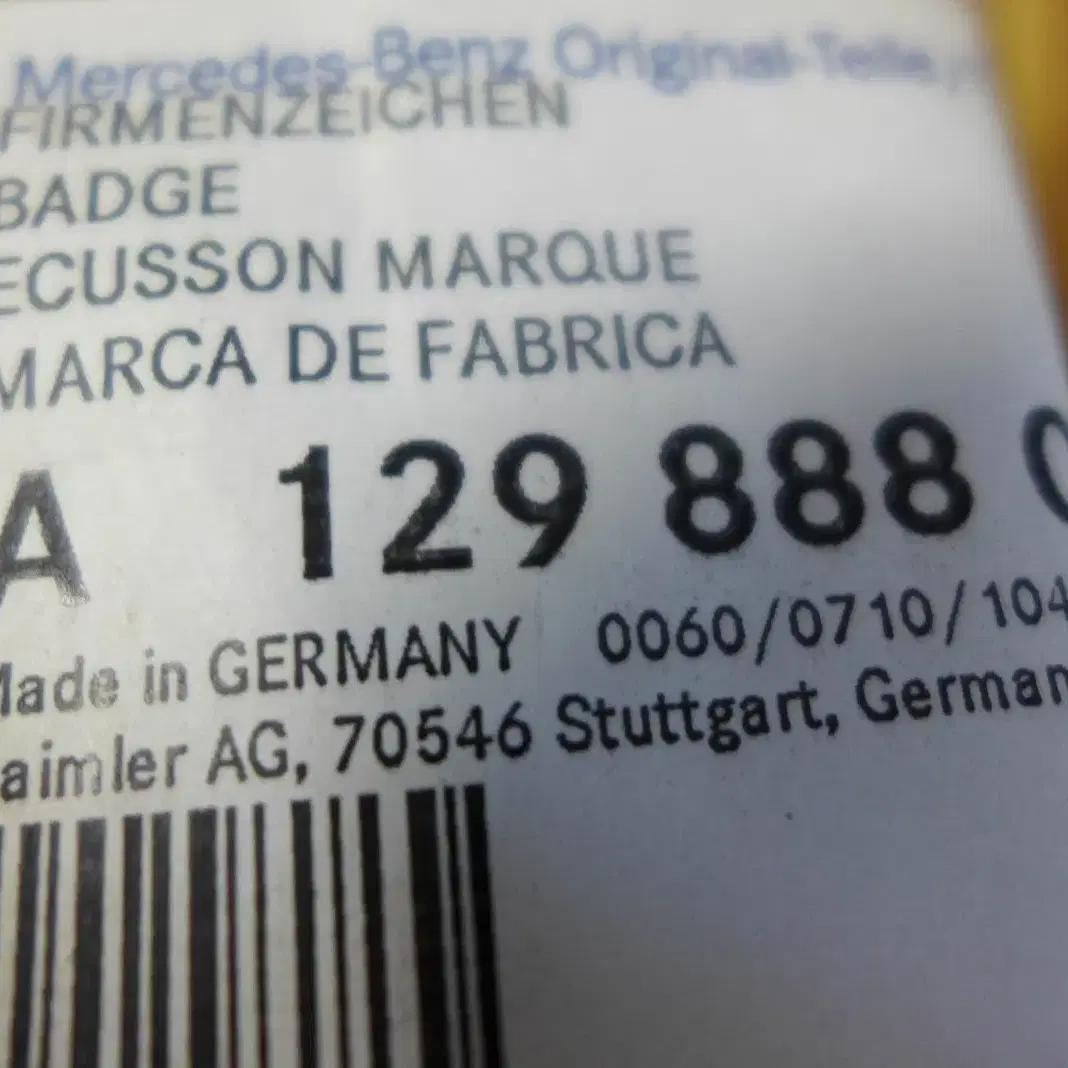 Mercedes-Benz Original-Teile
FIRMENZEICHEN
BADGE
ECUSSON MARQUE
MARCA DE FABRICA
A 129 888 0
Made in GERMANY 0060/0710/104
Daimler AG, 70546 Stuttgart, German